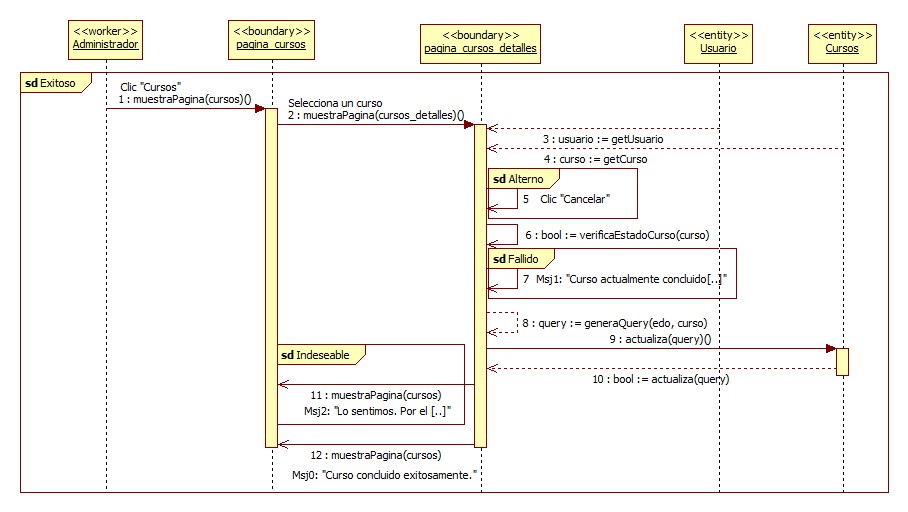 <<worker>>
Administrador
<<boundary>>
pagina_cursos
<<boundary>>
pagina_cursos_detalles
<<entity>>
Usuario
<<entity>>
Cursos
sd Exitoso
Clic "Cursos"
1 : muestraPagina(cursos)()
Selecciona un curso
2 : muestraPagina(cursos_detalles)()
3 : usuario := getUsuario
4 : curso := getCurso
sd Alterno
5 Clic "Cancelar"
6 : bool := verificaEstadoCurso(curso)
sd Fallido
7 Msj1: "Curso actualmente concluido[..]"
8 : query := generaQuery(edo, curso)
9 : actualiza(query)()
sd Indeseable
10 : bool := actualiza(query)
11 : muestraPagina(cursos)
Msj2: "Lo sentimos. Por el [..]"
12 : muestraPagina(cursos)
Msj0: "Curso concluido exitosamente."